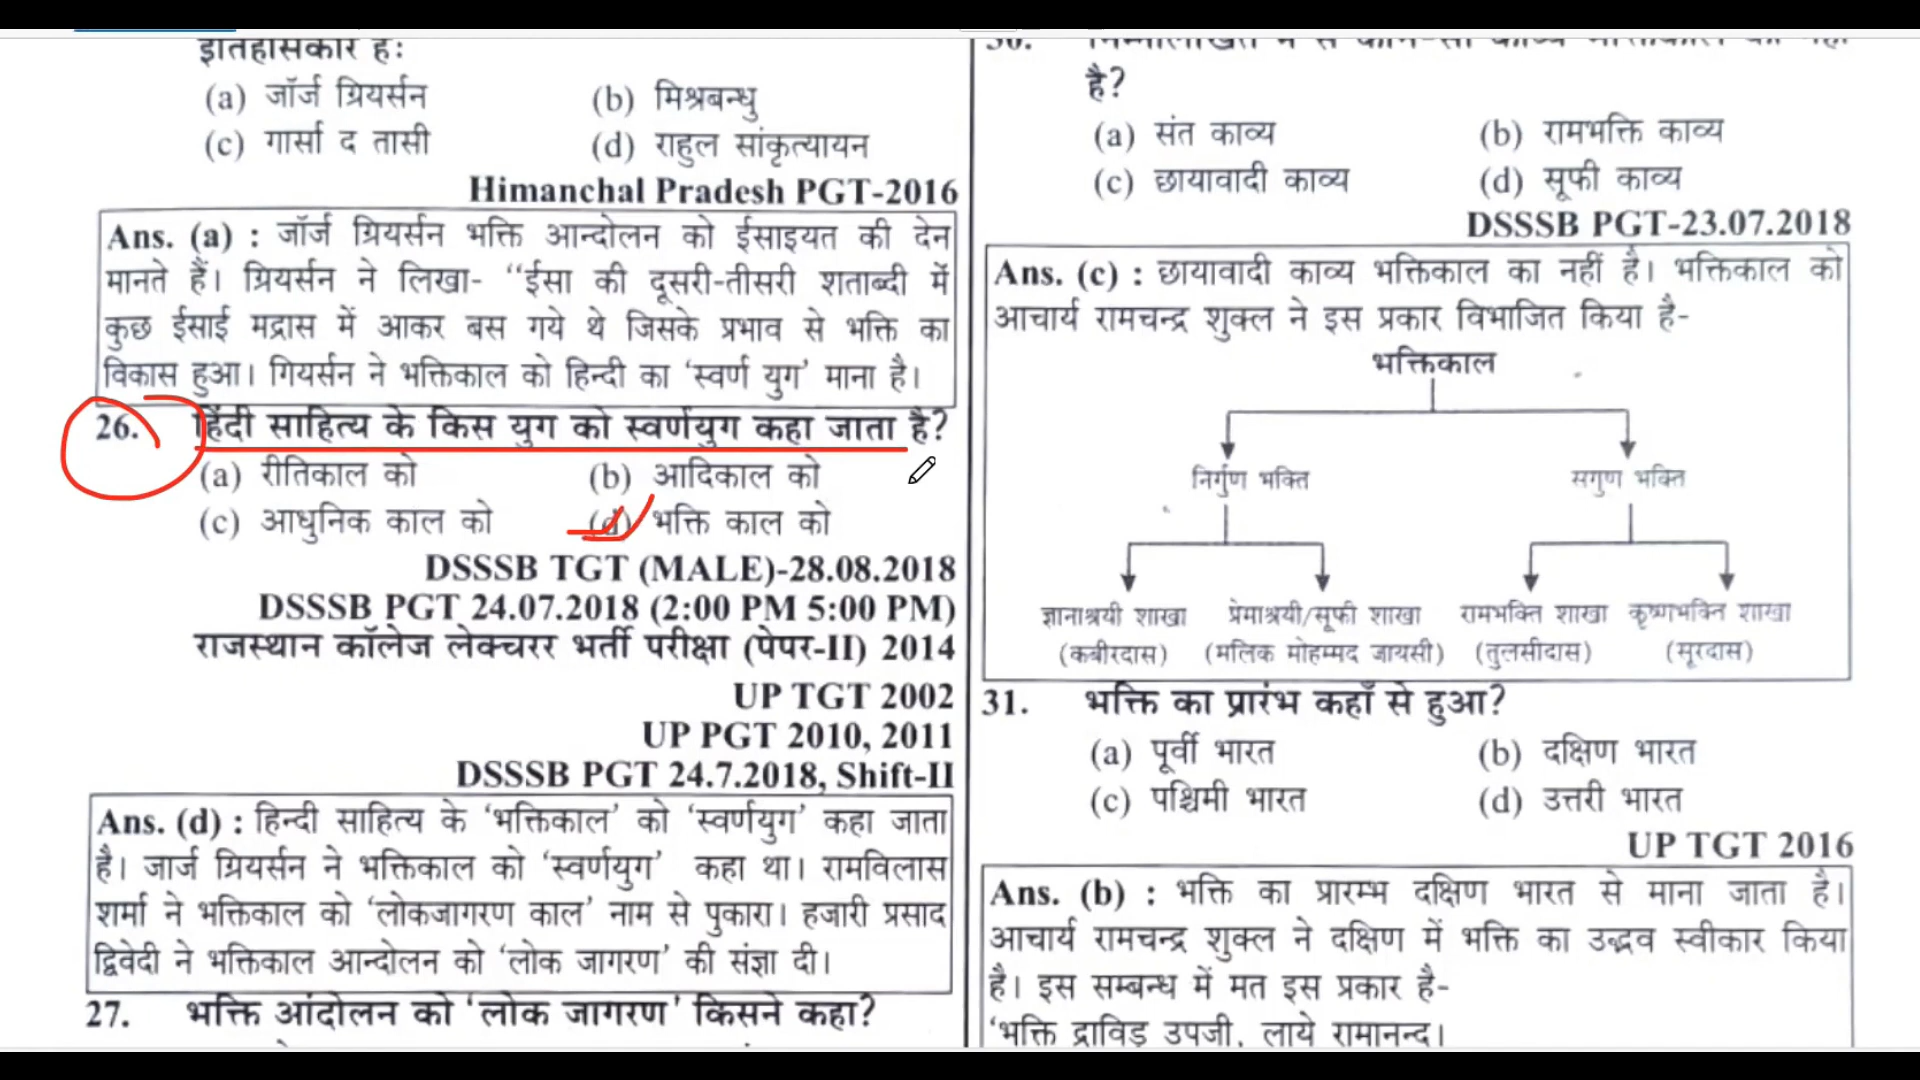 इतिहासकार है:
(a) जॉर्ज ग्रियर्सन (b) मिश्रबन्धु
(c) गार्सा द तासी (d) राहुल सांकृत्यायन
Himanchal Pradesh PGT-2016
Ans. (a) : जॉर्ज ग्रियर्सन भक्ति आन्दोलन को ईसाइयत की देन
मानते हैं। ग्रियर्सन ने लिखा- “ईसा की दूसरी-तीसरी शताब्दी में
कुछ ईसाई मद्रास में आकर बस गये थे जिसके प्रभाव से भक्ति का
विकास हुआ। गियर्सन ने भक्तिकाल को हिन्दी का ‘स्वर्ण युग’ माना है।
26. हिंदी साहित्य के किस युग को स्वर्णयुग कहा जाता है?
(a) रीतिकाल को (b) आदिकाल को
(c) आधुनिक काल को (d) भक्ति काल को
DSSSB TGT (MALE)-28.08.2018
DSSSB PGT 24.07.2018 (2:00 PM 5:00 PM)
राजस्थान कॉलेज लेक्चरर भर्ती परीक्षा (पेपर-II) 2014
UP TGT 2002
UP PGT 2010, 2011
DSSSB PGT 24.7.2018, Shift-II
Ans. (d) : हिन्दी साहित्य के ‘भक्तिकाल’ को ‘स्वर्णयुग’ कहा जाता
है। जार्ज ग्रियर्सन ने भक्तिकाल को ‘स्वर्णयुग’ कहा था। रामविलास
शर्मा ने भक्तिकाल को ‘लोकजागरण काल’ नाम से पुकारा। हजारी प्रसाद
द्विवेदी ने भक्तिकाल आन्दोलन को ‘लोक जागरण’ की संज्ञा दी।
27. भक्ति आंदोलन को ‘लोक जागरण’ किसने कहा?
30. निम्नलिखित में से कौन-सा काव्य भक्तिकाल का नहीं
है?
(a) संत काव्य (b) रामभक्ति काव्य
(c) छायावादी काव्य (d) सूफी काव्य
DSSSB PGT-23.07.2018
Ans. (c) : छायावादी काव्य भक्तिकाल का नहीं है। भक्तिकाल को
आचार्य रामचन्द्र शुक्ल ने इस प्रकार विभाजित किया है-
भक्तिकाल
निर्गुण भक्ति सगुण भक्ति
ज्ञानाश्रयी शाखा प्रेमाश्रयी/सूफी शाखा रामभक्ति शाखा कृष्णभक्ति शाखा
(कबीरदास) (मलिक मोहम्मद जायसी) (तुलसीदास) (सूरदास)
31. भक्ति का प्रारंभ कहाँ से हुआ?
(a) पूर्वी भारत (b) दक्षिण भारत
(c) पश्चिमी भारत (d) उत्तरी भारत
UP TGT 2016
Ans. (b) : भक्ति का प्रारम्भ दक्षिण भारत से माना जाता है।
आचार्य रामचन्द्र शुक्ल ने दक्षिण में भक्ति का उद्भव स्वीकार किया
है। इस सम्बन्ध में मत इस प्रकार है-
‘भक्ति द्राविड़ उपजी, लाये रामानन्द।